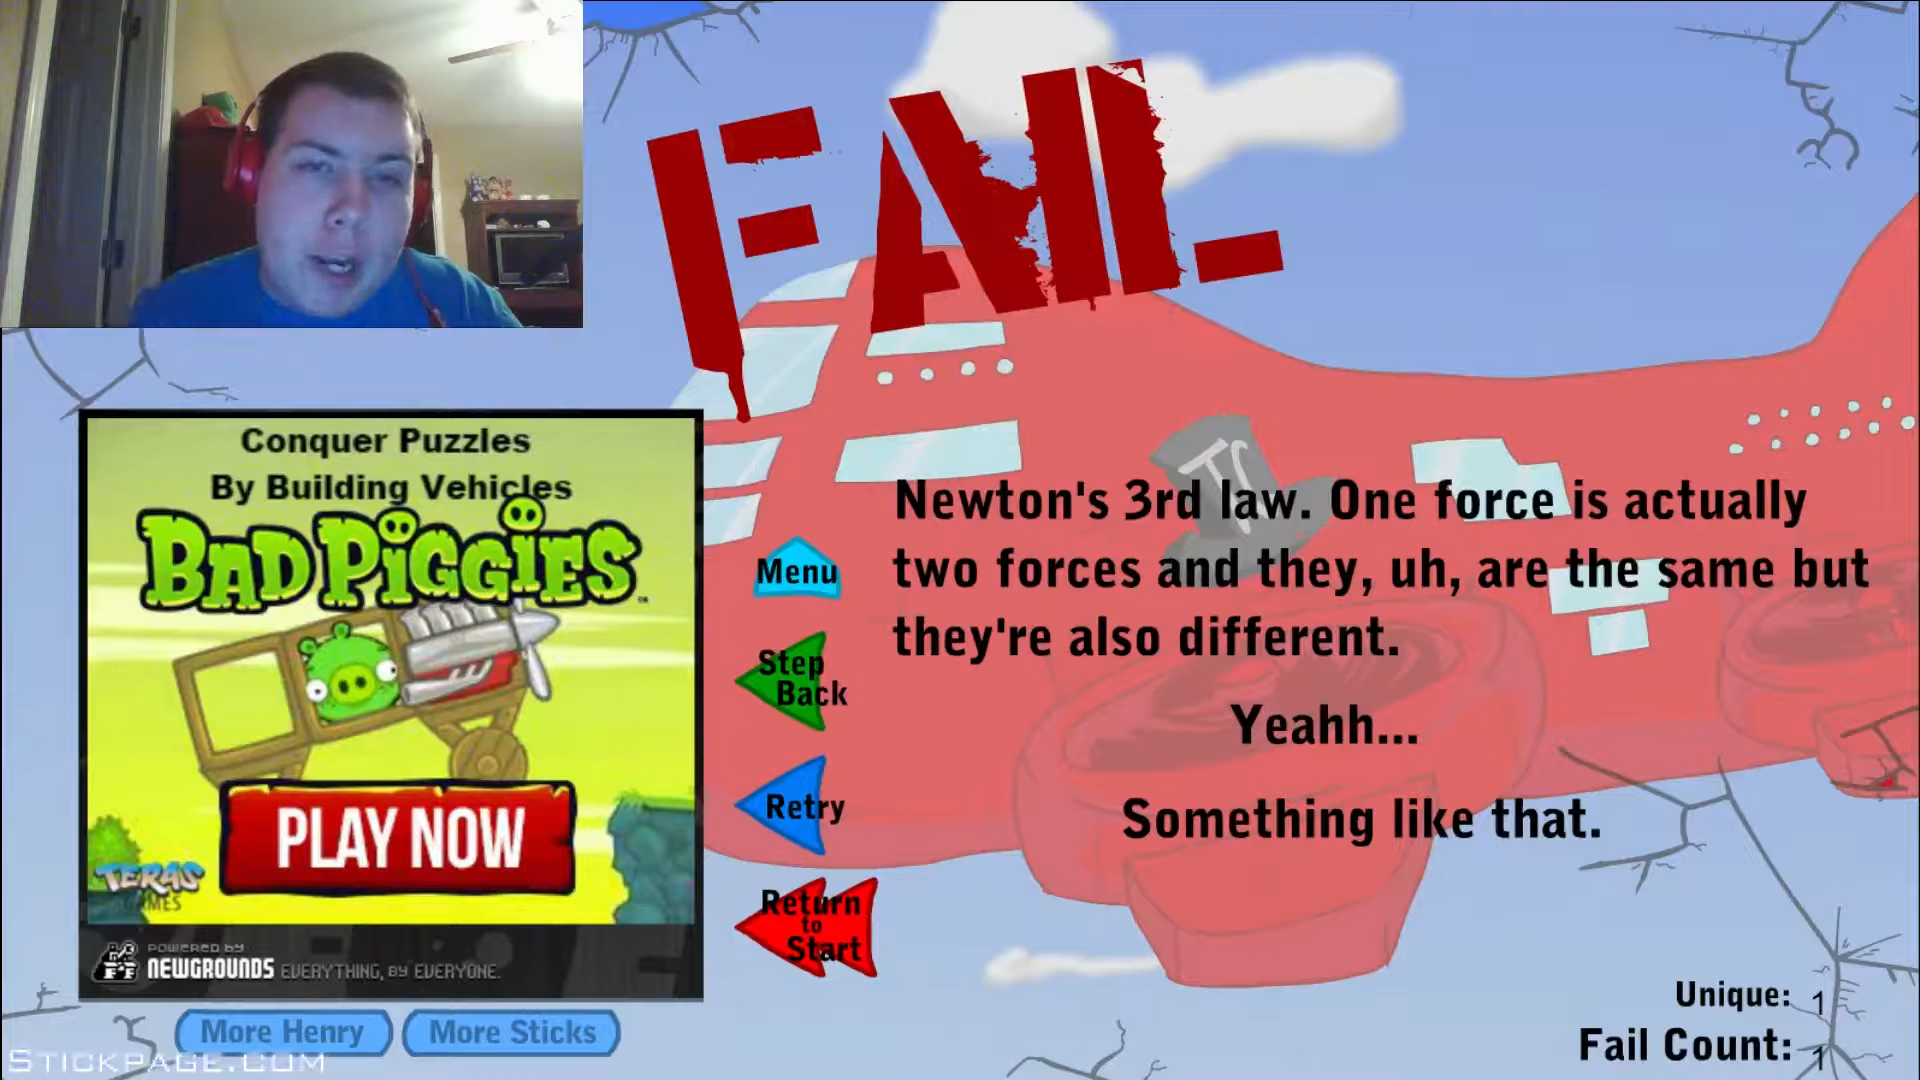 FAIL
Conquer Puzzles
By Building Vehicles
BAD PIGGIES
PLAY NOW
TERAS
GAMES
POWERED BY
NEWGROUNDS EVERYTHING, BY EVERYONE.
More Henry
More Sticks
STICKPAGE.COM
TS
Menu
Step
Back
Retry
Return
to
Start
Newton's 3rd law. One force is actually
two forces and they, uh, are the same but
they're also different.
Yeahh...
Something like that.
Unique: 1
Fail Count: 1